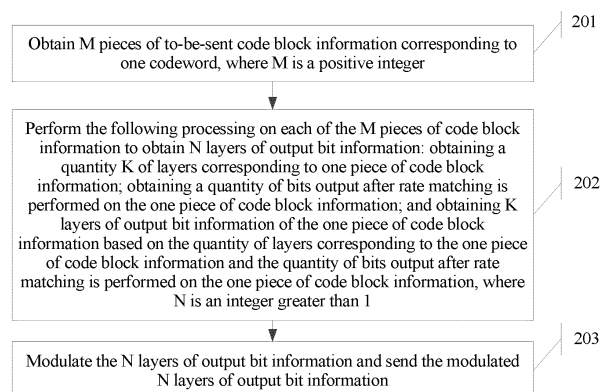 201
Obtain M pieces of to-be-sent code block information corresponding to
one codeword, where M is a positive integer
202
Perform the following processing on each of the M pieces of code block
information to obtain N layers of output bit information: obtaining a
quantity K of layers corresponding to one piece of code block
information; obtaining a quantity of bits output after rate matching is
performed on the one piece of code block information; and obtaining K
layers of output bit information of the one piece of code block
information based on the quantity of layers corresponding to the one piece
of code block information and the quantity of bits output after rate
matching is performed on the one piece of code block information, where
N is an integer greater than 1
203
Modulate the N layers of output bit information and send the modulated
N layers of output bit information